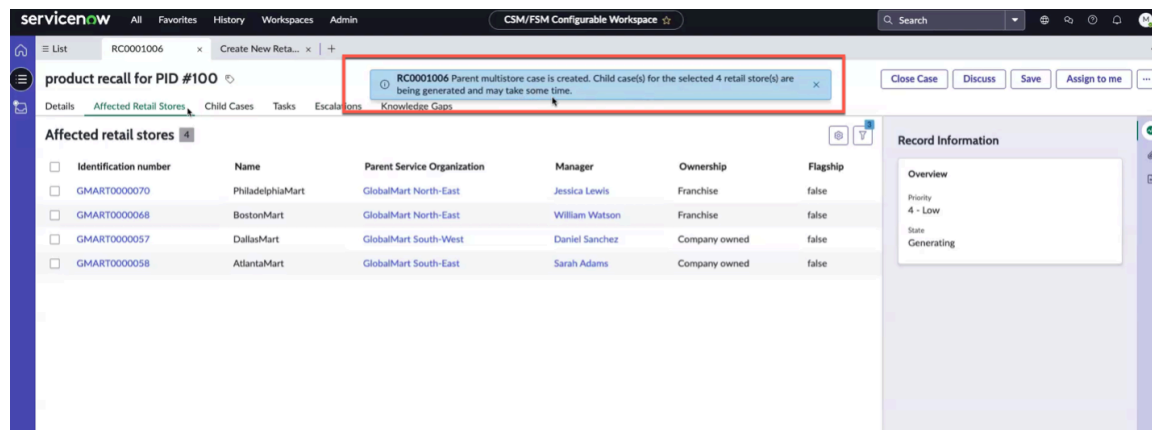 servicenow All Favorites History Workspaces Admin CSM/FSM Configurable Workspace Search
List RC0001006 × Create New Reta... × +
product recall for PID #100
RC0001006 Parent multistore case is created. Child case(s) for the selected 4 retail store(s) are
being generated and may take some time.
Close Case Discuss Save Assign to me ...
Details Affected Retail Stores Child Cases Tasks Escalations Knowledge Gaps
Affected retail stores 4
3
Identification number Name Parent Service Organization Manager Ownership Flagship
GMART0000070 PhiladelphiaMart GlobalMart North-East Jessica Lewis Franchise false
GMART0000068 BostonMart GlobalMart North-East William Watson Franchise false
GMART0000057 DallasMart GlobalMart South-West Daniel Sanchez Company owned false
GMART0000058 AtlantaMart GlobalMart South-East Sarah Adams Company owned false
Record Information
Overview
Priority
4 - Low
State
Generating